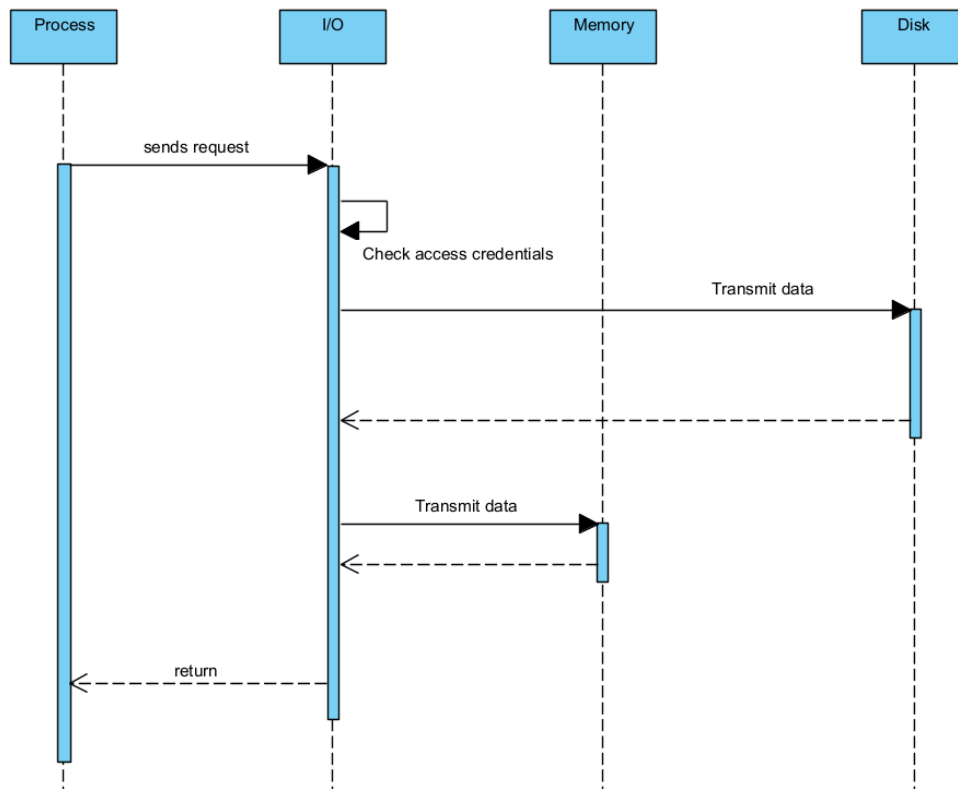 Process
I/O
Memory
Disk
sends request
Check access credentials
Transmit data
Transmit data
return